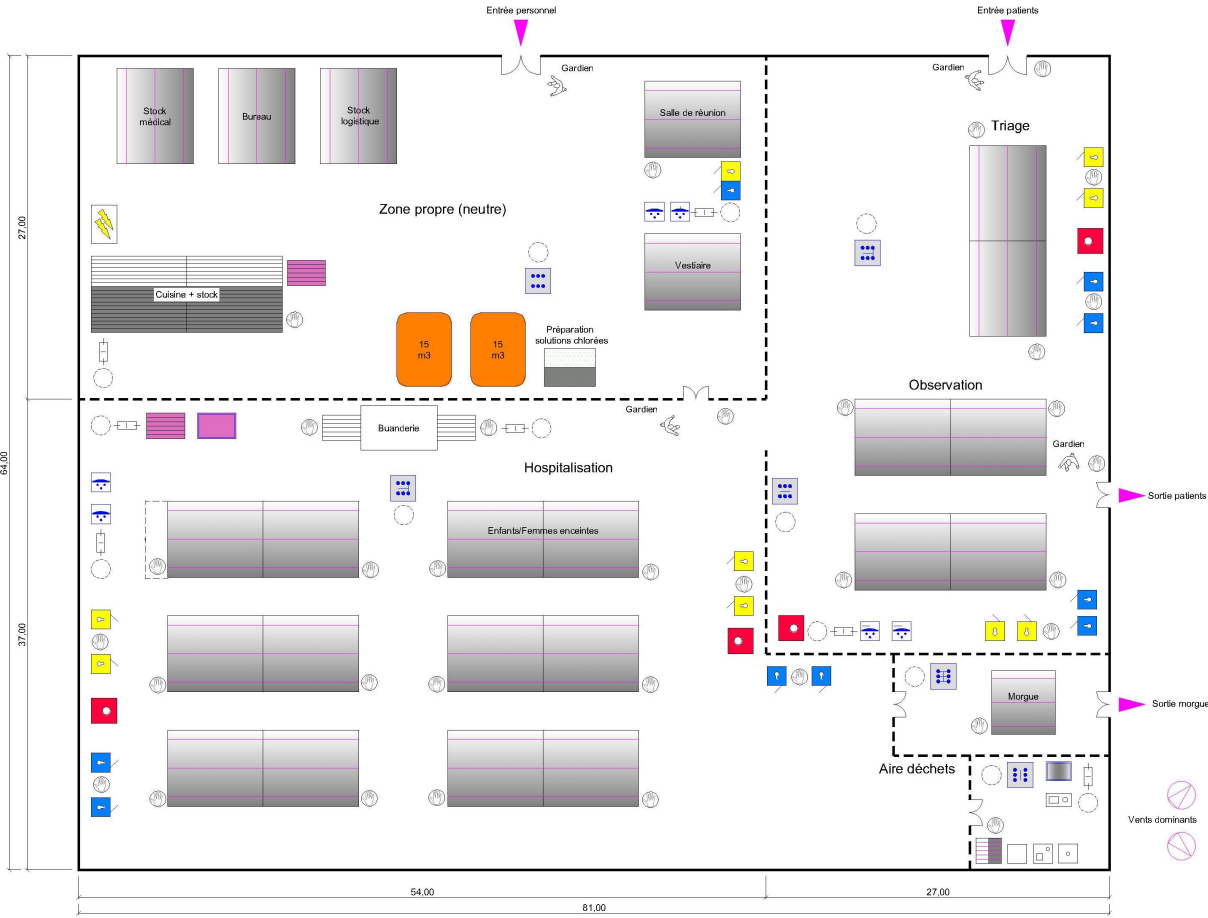 Entrée personnel
Entrée patients
Gardien
Gardien
Stock
médical
Bureau
Stock
logistique
Salle de réunion
Triage
Zone propre (neutre)
27,00
Vestiaire
Cuisine + stock
15
m3
15
m3
Préparation
solutions chlorées
Observation
Gardien
Buanderie
Gardien
Hospitalisation
64,00
Sortie patients
Enfants/Femmes enceintes
37,00
Morgue
Sortie morgue
Aire déchets
Vents dominants
54,00
27,00
81,00